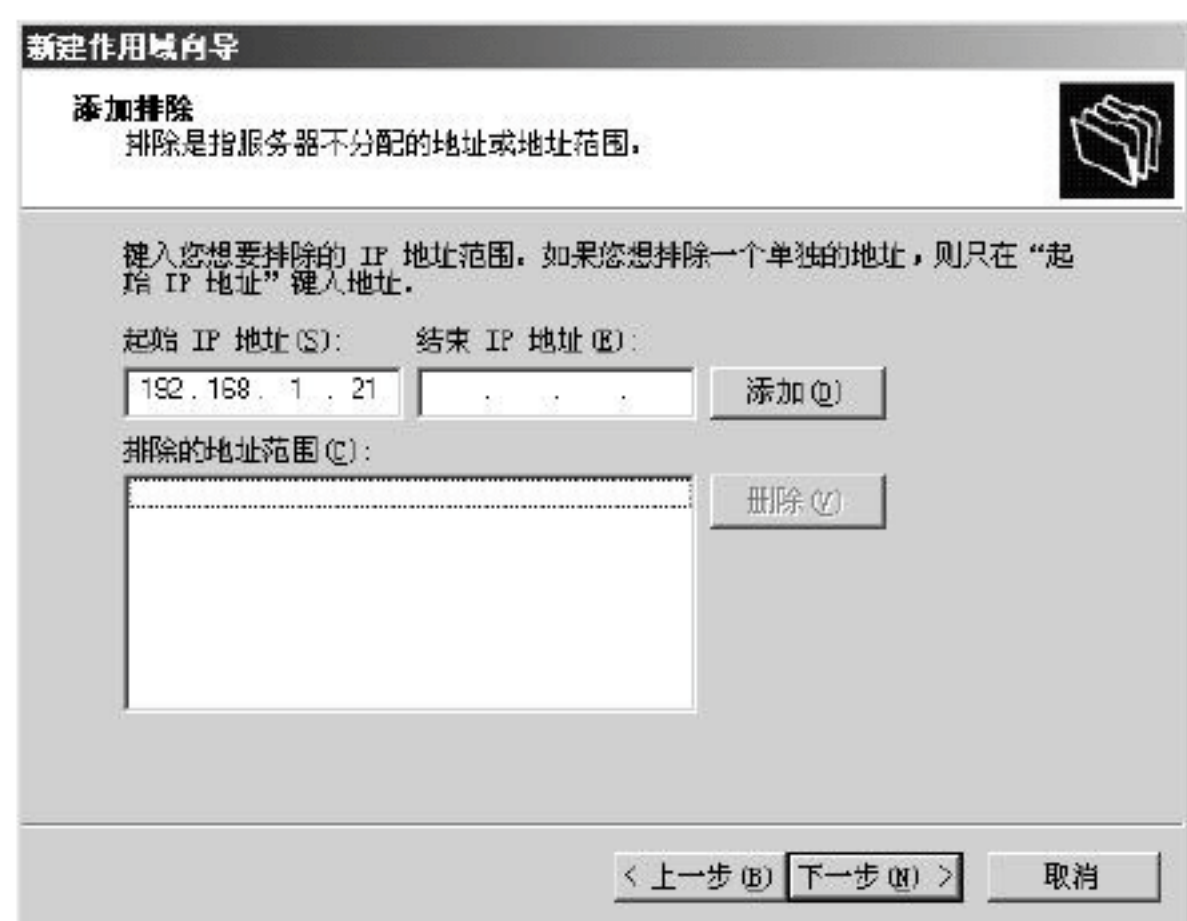 新建作用域向导
添加排除
排除是指服务器不分配的地址或地址范围。
键入您想要排除的 IP 地址范围。如果您想排除一个单独的地址，则只在“起
始 IP 地址”键入地址。
起始 IP 地址(S): 结束 IP 地址(E):
192.168. 1 . 21 . . . 添加(D)
排除的地址范围(C):
删除(V)
< 上一步(B) 下一步(N) > 取消